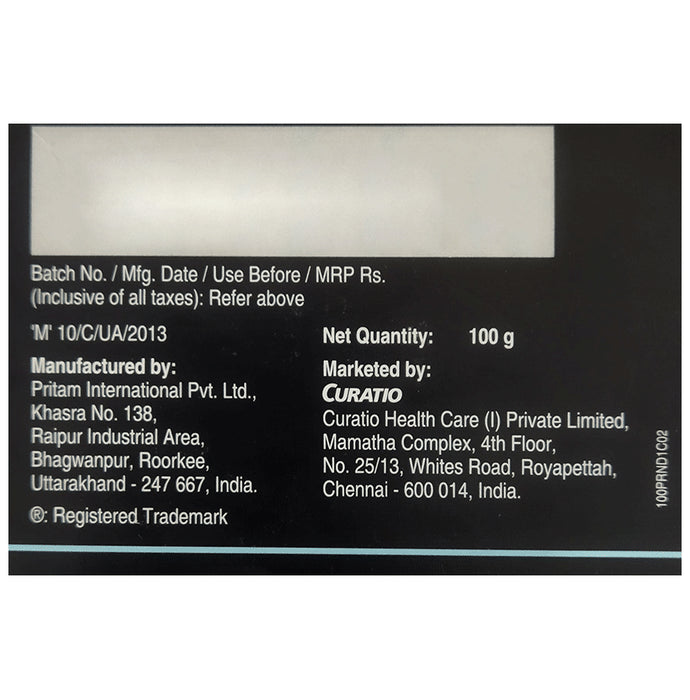 Batch No. / Mfg. Date / Use Before / MRP Rs.
(Inclusive of all taxes): Refer above
'M' 10/C/UA/2013
Manufactured by:
Pritam International Pvt. Ltd.,
Khasra No. 138,
Raipur Industrial Area,
Bhagwanpur, Roorkee,
Uttarakhand - 247 667, India.
®: Registered Trademark
Net Quantity: 100 g
Marketed by:
CURATIO
Curatio Health Care (I) Private Limited,
Mamatha Complex, 4th Floor,
No. 25/13, Whites Road, Royapettah,
Chennai - 600 014, India.
100PRND1C02